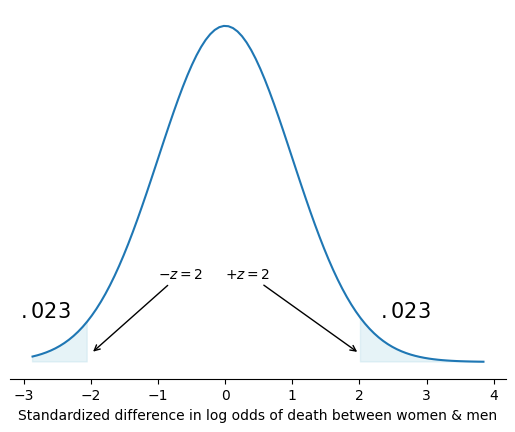 −z = 2 +z = 2
.023 .023
−3 −2 −1 0 1 2 3 4
Standardized difference in log odds of death between women & men